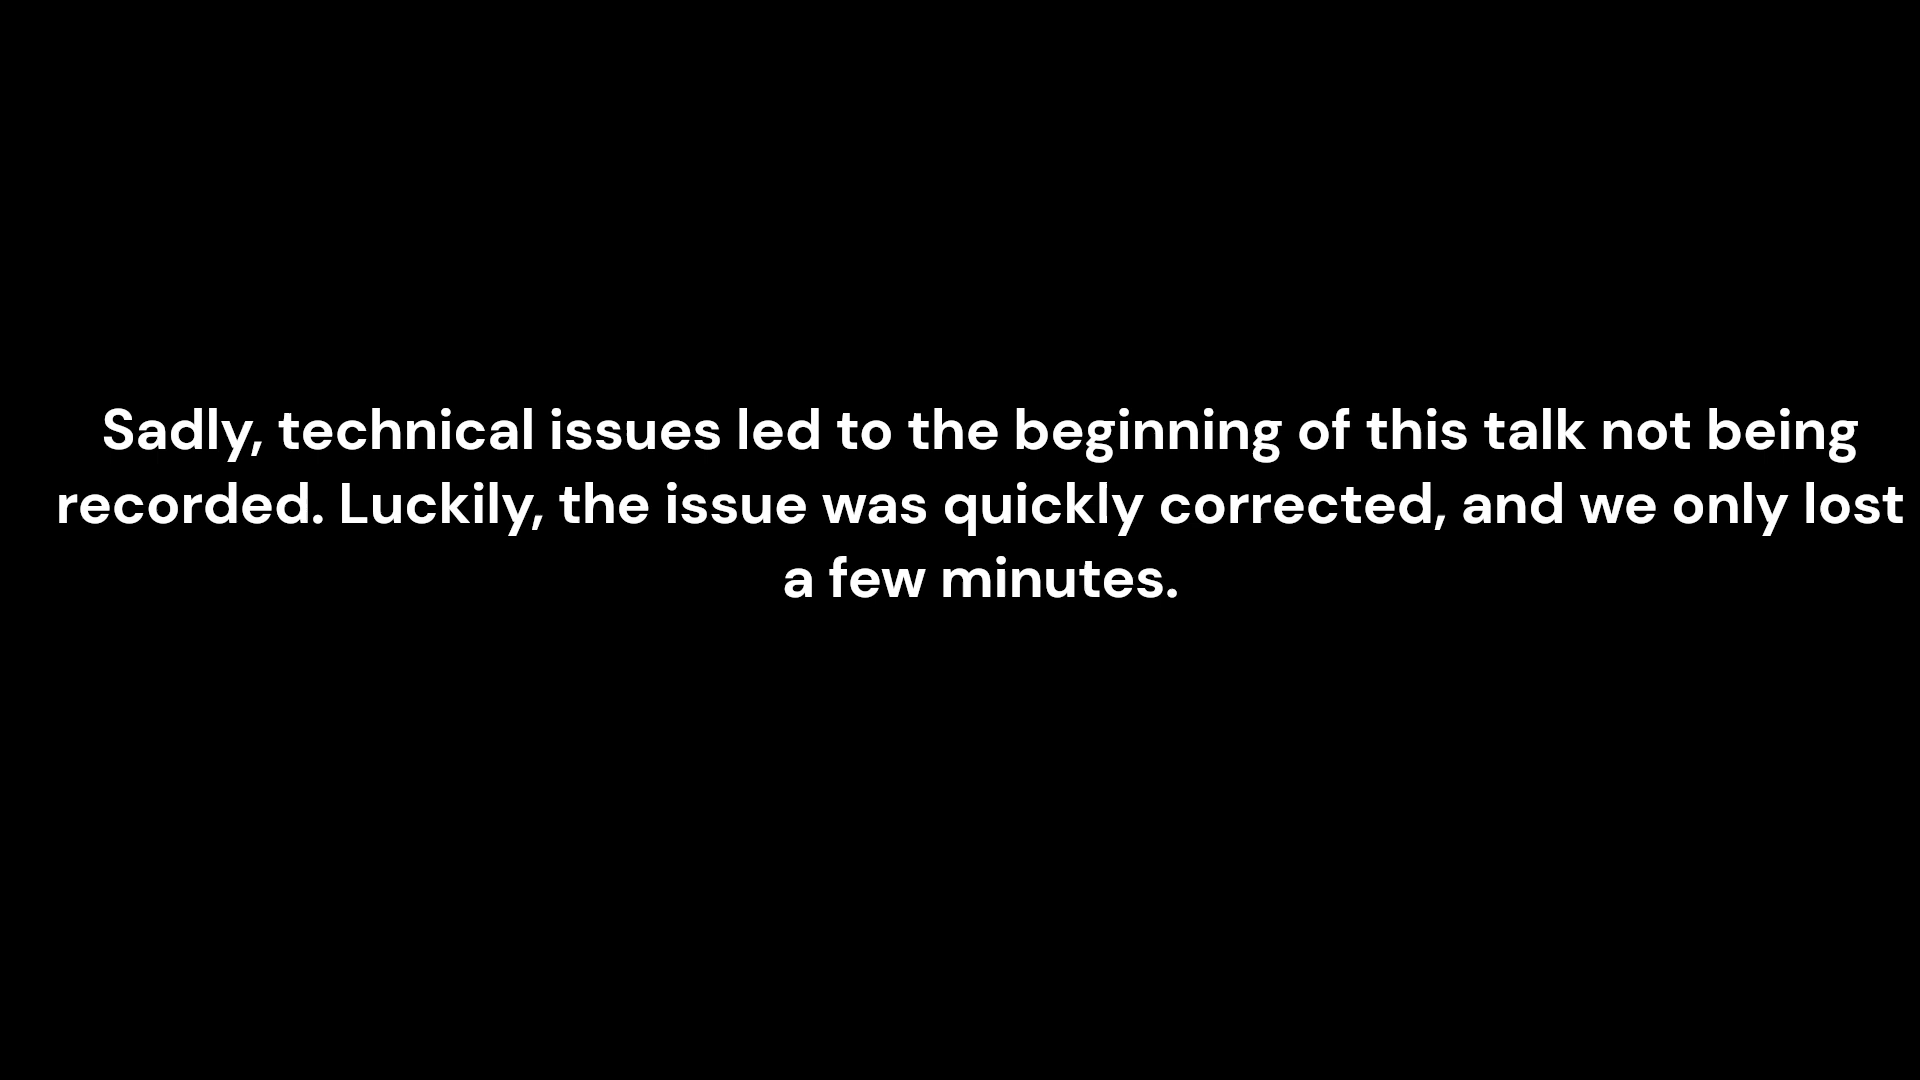 Sadly, technical issues led to the beginning of this talk not being
recorded. Luckily, the issue was quickly corrected, and we only lost
a few minutes.